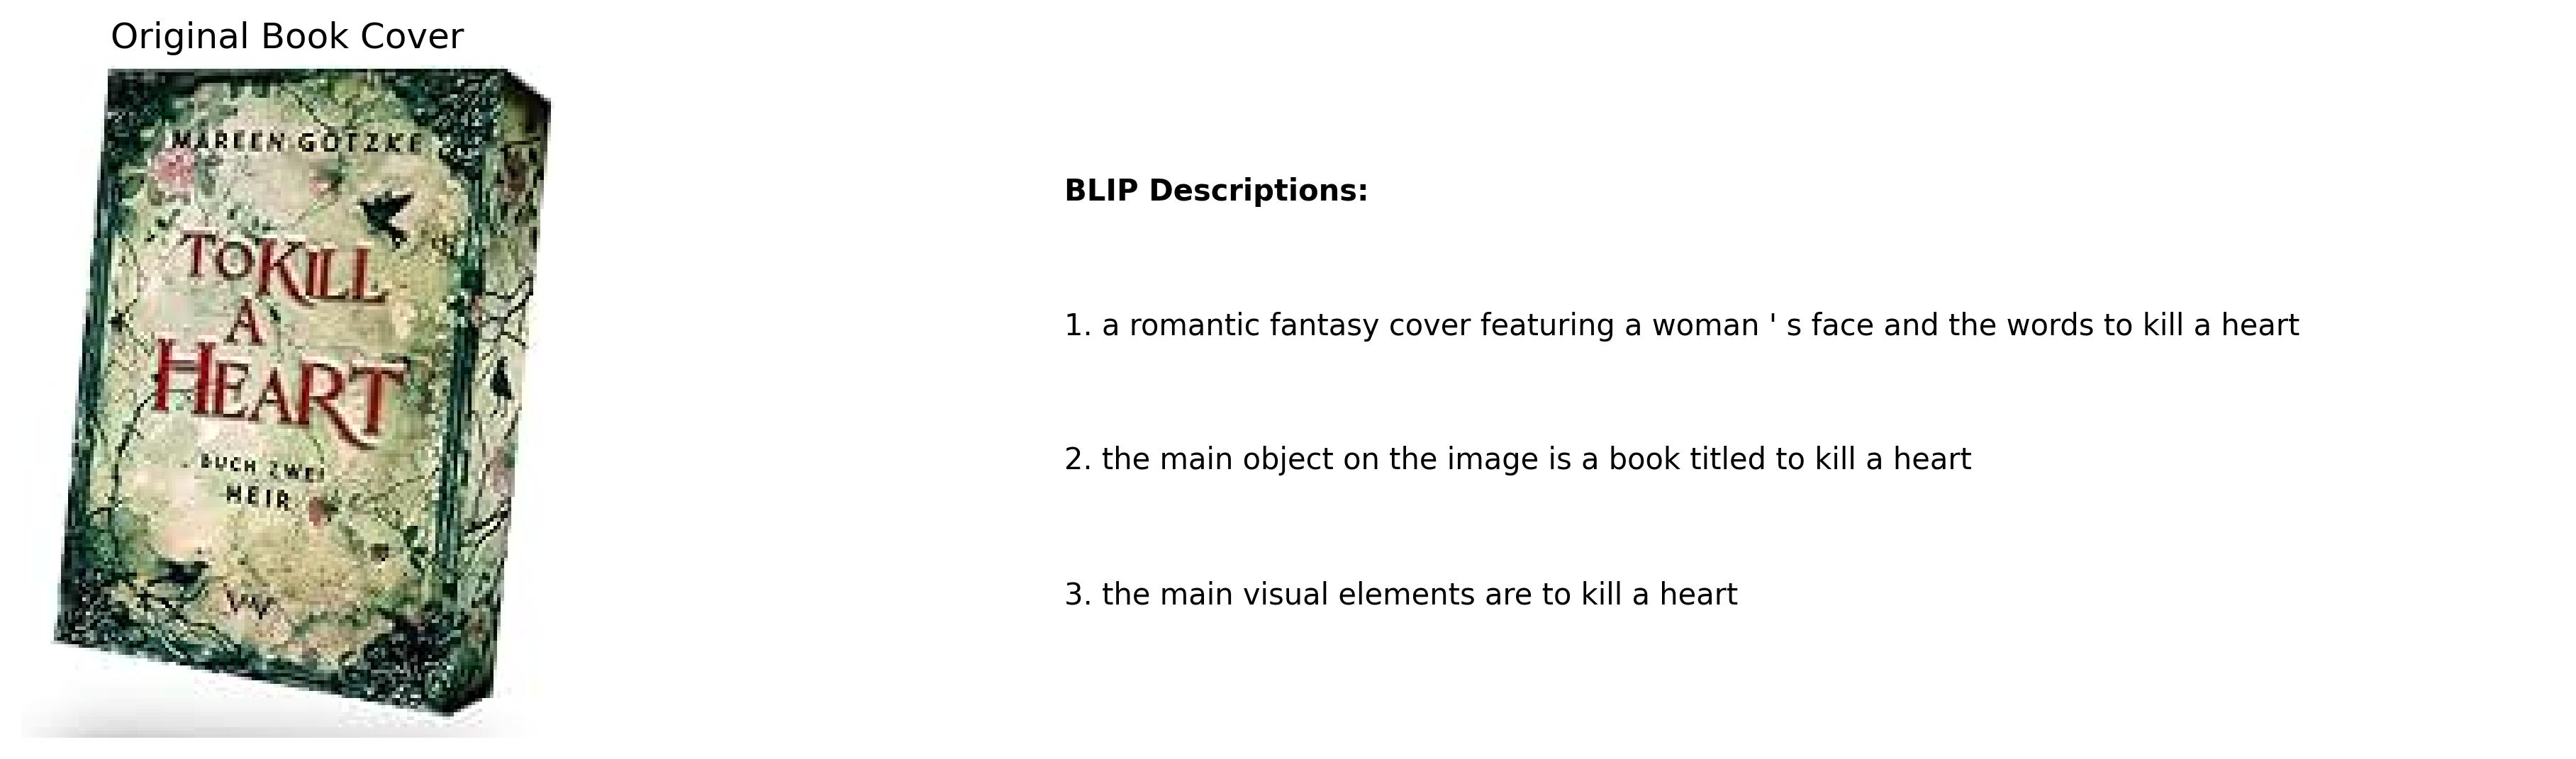 Original Book Cover
MAREEN GÖTZKE
TO KILL
A
HEART
BUCH ZWEI
HEIR
BLIP Descriptions:
1. a romantic fantasy cover featuring a woman ' s face and the words to kill a heart
2. the main object on the image is a book titled to kill a heart
3. the main visual elements are to kill a heart